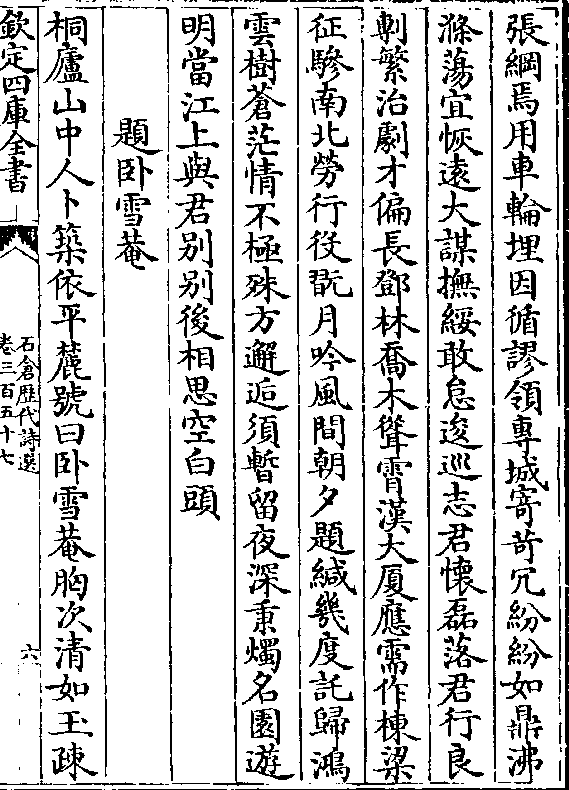 張綱焉用車輪埋因循謬領專城寄苛冗紛紛如鼎沸
滌蕩宜恢遠大謀撫綏敢怠逡巡志君懷磊落君行良
剸繁治劇才偏長鄧林喬木聳霄漢大厦應需作棟梁
征驂南北勞行役翫月吟風間朝夕題緘幾度託歸鴻
雲樹蒼茫情不極殊方邂逅須暫留夜深秉燭名園遊
明當江上與君别别後相思空白頭
題卧雪菴
桐廬山中人卜築依平麓號曰卧雪菴胸次清如玉疎
欽定四庫全書
石倉歴代詩選
卷三百五十七
六